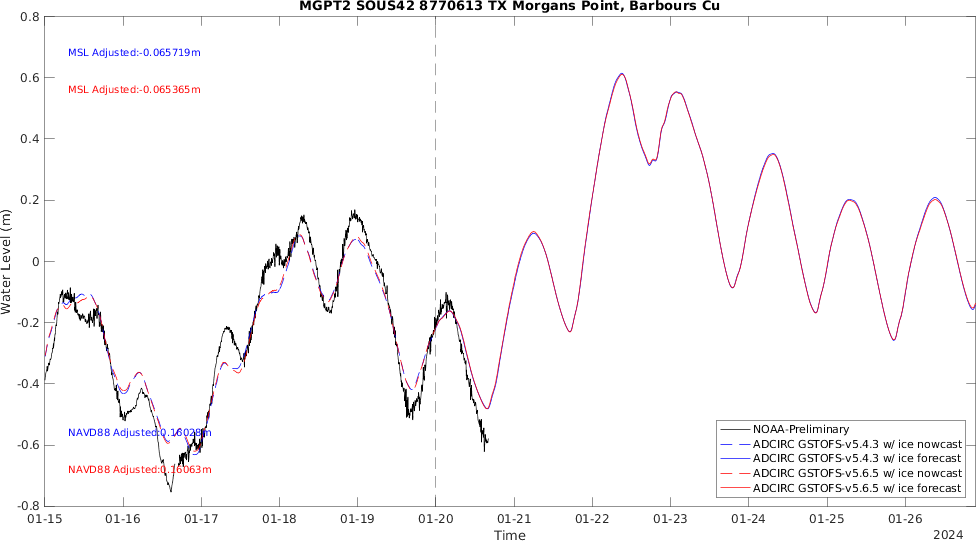 MGPT2 SOUS42 8770613 TX Morgans Point, Barbours Cu
0.8
0.6
0.4
0.2
0
-0.2
-0.4
-0.6
-0.8
Water Level (m)
MSL Adjusted:-0.065719m
MSL Adjusted:-0.065365m
NAVD88 Adjusted:0.16028m
NAVD88 Adjusted:0.16063m
NOAA-Preliminary
ADCIRC GSTOFS-v5.4.3 w/ ice nowcast
ADCIRC GSTOFS-v5.4.3 w/ ice forecast
ADCIRC GSTOFS-v5.6.5 w/ ice nowcast
ADCIRC GSTOFS-v5.6.5 w/ ice forecast
01-15 01-16 01-17 01-18 01-19 01-20 01-21 01-22 01-23 01-24 01-25 01-26
Time
2024